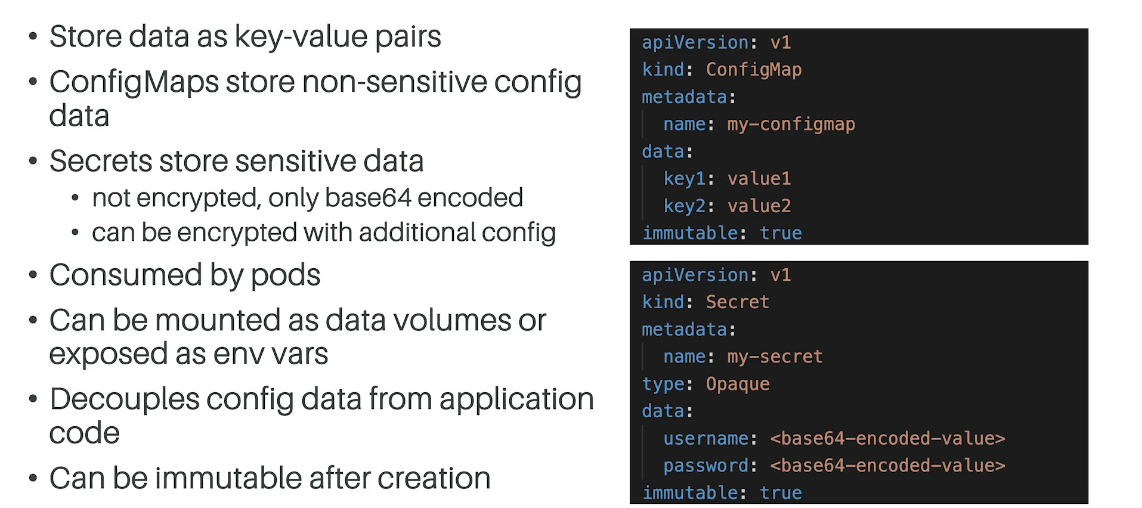 • Store data as key-value pairs
• ConfigMaps store non-sensitive config
data
• Secrets store sensitive data
• not encrypted, only base64 encoded
• can be encrypted with additional config
• Consumed by pods
• Can be mounted as data volumes or
exposed as env vars
• Decouples config data from application
code
• Can be immutable after creation
apiVersion: v1
kind: ConfigMap
metadata:
  name: my-configmap
data:
  key1: value1
  key2: value2
immutable: true
apiVersion: v1
kind: Secret
metadata:
  name: my-secret
type: Opaque
data:
  username: <base64-encoded-value>
  password: <base64-encoded-value>
immutable: true